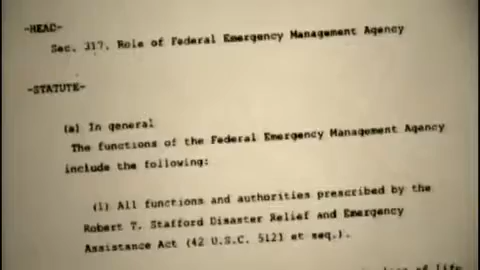 -HEAD-
Sec. 317. Role of Federal Emergency Management Agency
-STATUTE-
(a) In general
The functions of the Federal Emergency Management Agency
include the following:
(1) All functions and authorities prescribed by the
Robert T. Stafford Disaster Relief and Emergency
Assistance Act (42 U.S.C. 5121 et seq.).
of life